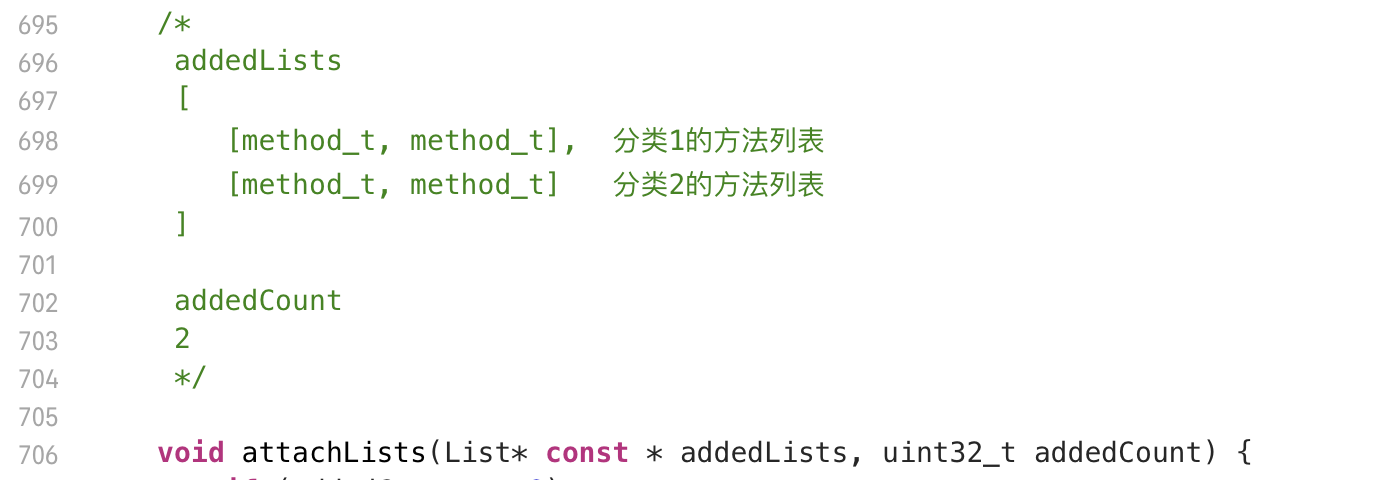 695 /*
696 addedLists
697 [
698 [method_t, method_t], 分类1的方法列表
699 [method_t, method_t] 分类2的方法列表
700 ]
701
702 addedCount
703 2
704 */
705
706 void attachLists(List* const * addedLists, uint32_t addedCount) {